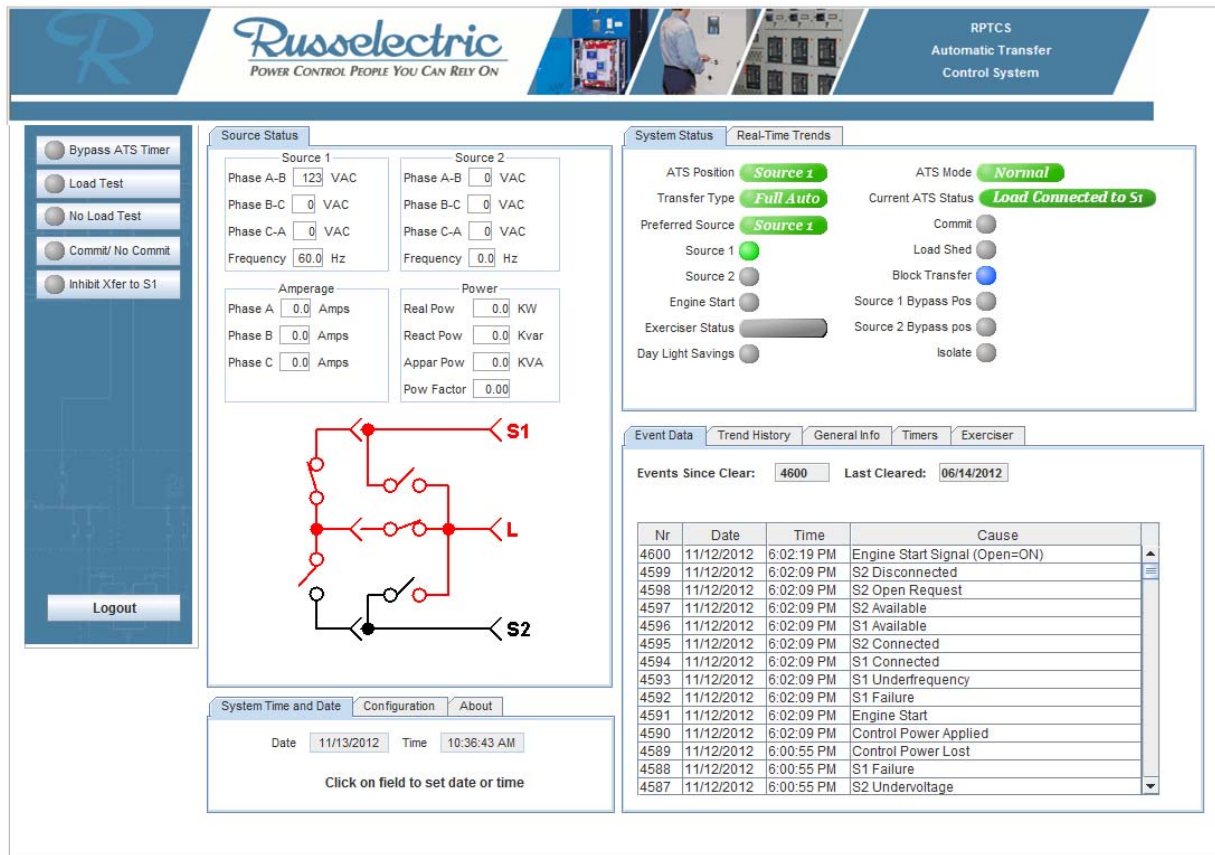 Russelectric
POWER CONTROL PEOPLE YOU CAN RELY ON
RPTCS
Automatic Transfer
Control System
Bypass ATS Timer
Load Test
No Load Test
Commit/ No Commit
Inhibit Xfer to S1
Logout
Source Status
Source 1
Phase A-B 123 VAC
Phase B-C 0 VAC
Phase C-A 0 VAC
Frequency 60.0 Hz
Source 2
Phase A-B 0 VAC
Phase B-C 0 VAC
Phase C-A 0 VAC
Frequency 0.0 Hz
Amperage
Phase A 0.0 Amps
Phase B 0.0 Amps
Phase C 0.0 Amps
Power
Real Pow 0.0 KW
React Pow 0.0 Kvar
Appar Pow 0.0 KVA
Pow Factor 0.00
S1
L
S2
System Time and Date Configuration About
Date 11/13/2012 Time 10:36:43 AM
Click on field to set date or time
System Status Real-Time Trends
ATS Position Source 1
Transfer Type Full Auto
Preferred Source Source 1
Source 1
Source 2
Engine Start
Exerciser Status
Day Light Savings
ATS Mode Normal
Current ATS Status Load Connected to S1
Commit
Load Shed
Block Transfer
Source 1 Bypass Pos
Source 2 Bypass pos
Isolate
Event Data Trend History General Info Timers Exerciser
Events Since Clear: 4600 Last Cleared: 06/14/2012
Nr Date Time Cause
4600 11/12/2012 6:02:19 PM Engine Start Signal (Open=ON)
4599 11/12/2012 6:02:09 PM S2 Disconnected
4598 11/12/2012 6:02:09 PM S2 Open Request
4597 11/12/2012 6:02:09 PM S2 Available
4596 11/12/2012 6:02:09 PM S1 Available
4595 11/12/2012 6:02:09 PM S2 Connected
4594 11/12/2012 6:02:09 PM S1 Connected
4593 11/12/2012 6:02:09 PM S1 Underfrequency
4592 11/12/2012 6:02:09 PM S1 Failure
4591 11/12/2012 6:02:09 PM Engine Start
4590 11/12/2012 6:02:09 PM Control Power Applied
4589 11/12/2012 6:00:55 PM Control Power Lost
4588 11/12/2012 6:00:55 PM S1 Failure
4587 11/12/2012 6:00:55 PM S2 Undervoltage